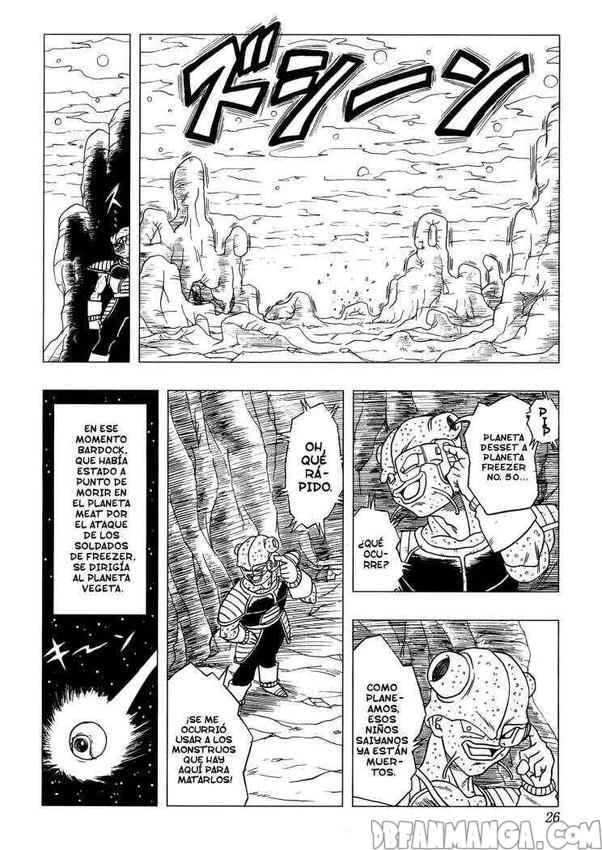 ズシーン
ピピ
PLANETA
DESSET A
PLANETA
FREEZER
NO. 50...
¿QUÉ
OCU-
RRE?
COMO
PLANE-
AMOS,
ESOS
NIÑOS
SAIYANOS
YA ESTÁN
MUER-
TOS.
OH,
QUÉ
RÁ-
PIDO.
¡SE ME
OCURRIÓ
USAR A LOS
MONSTRUOS
QUE HAY
AQUÍ PARA
MATARLOS!
EN ESE
MOMENTO
BARDOCK,
QUE HABÍA
ESTADO A
PUNTO DE
MORIR EN
EL PLANETA
MEAT POR
EL ATAQUE
DE LOS
SOLDADOS
DE FREEZER,
SE DIRIGÍA
AL PLANETA
VEGETA.
キーン
26
DBFANMANGA.COM